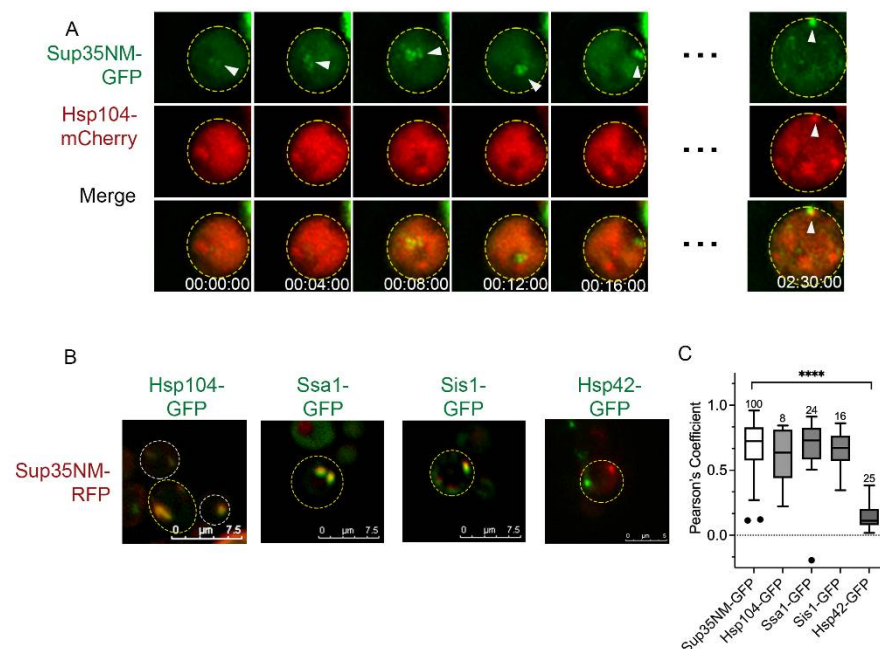 A
Sup35NM-
GFP
Hsp104-
mCherry
Merge
00:00:00 00:04:00 00:08:00 00:12:00 00:16:00 02:30:00
B
Hsp104-
GFP
Ssa1-
GFP
Sis1-
GFP
Hsp42-
GFP
Sup35NM-
RFP
0 µm 7.5
0 µm 7.5
0 µm 7.5
0 µm 5
C
****
100
8
24
16
25
Pearson's Coefficient
1.0
0.5
0.0
Sup35NM-GFP
Hsp104-GFP
Ssa1-GFP
Sis1-GFP
Hsp42-GFP